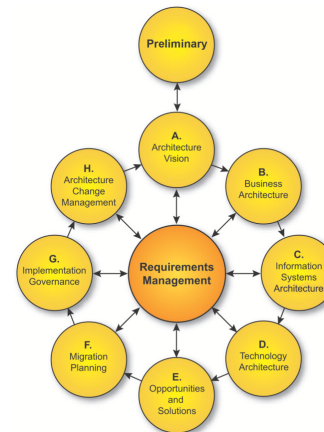 Preliminary
A.
Architecture
Vision
B.
Business
Architecture
C.
Information
Systems
Architecture
D.
Technology
Architecture
E.
Opportunities
and
Solutions
F.
Migration
Planning
G.
Implementation
Governance
H.
Architecture
Change
Management
Requirements
Management